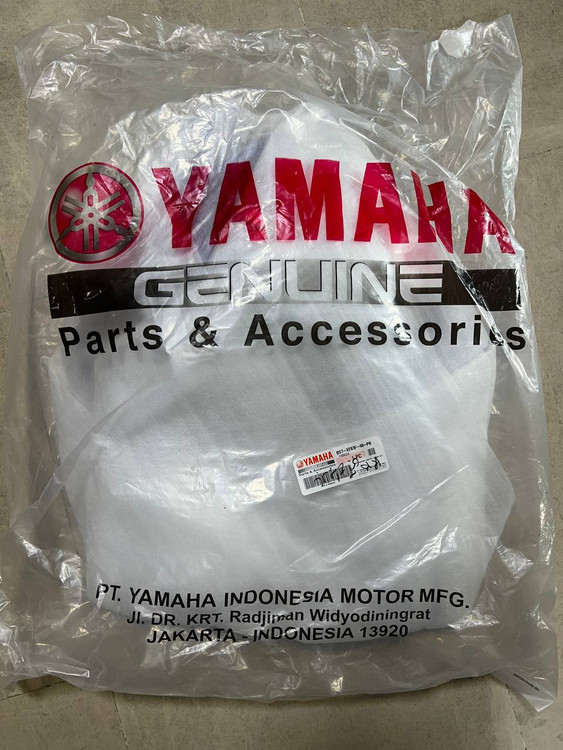 YAMAHA
GENUINE
Parts & Accessories
YAMAHA
PT. YAMAHA INDONESIA MOTOR MFG.
Jl. DR. KRT. Radjiman Widyodiningrat
JAKARTA - INDONESIA 13920